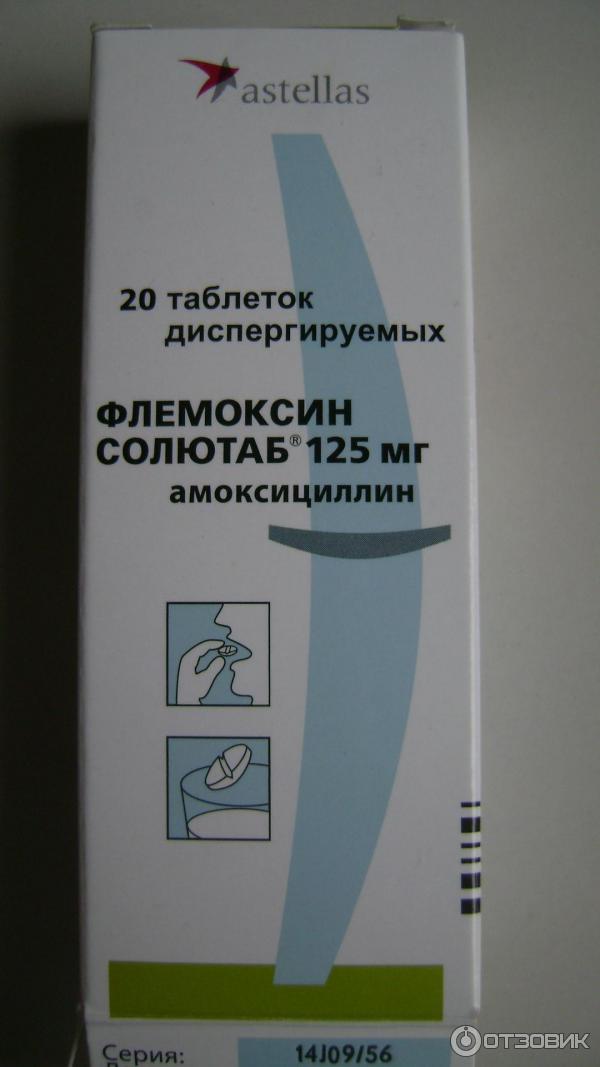 astellas
20 таблеток
диспергируемых
ФЛЕМОКСИН
СОЛЮТАБ® 125 мг
амоксициллин
Серия: 14J09/56
ОТЗОВИК